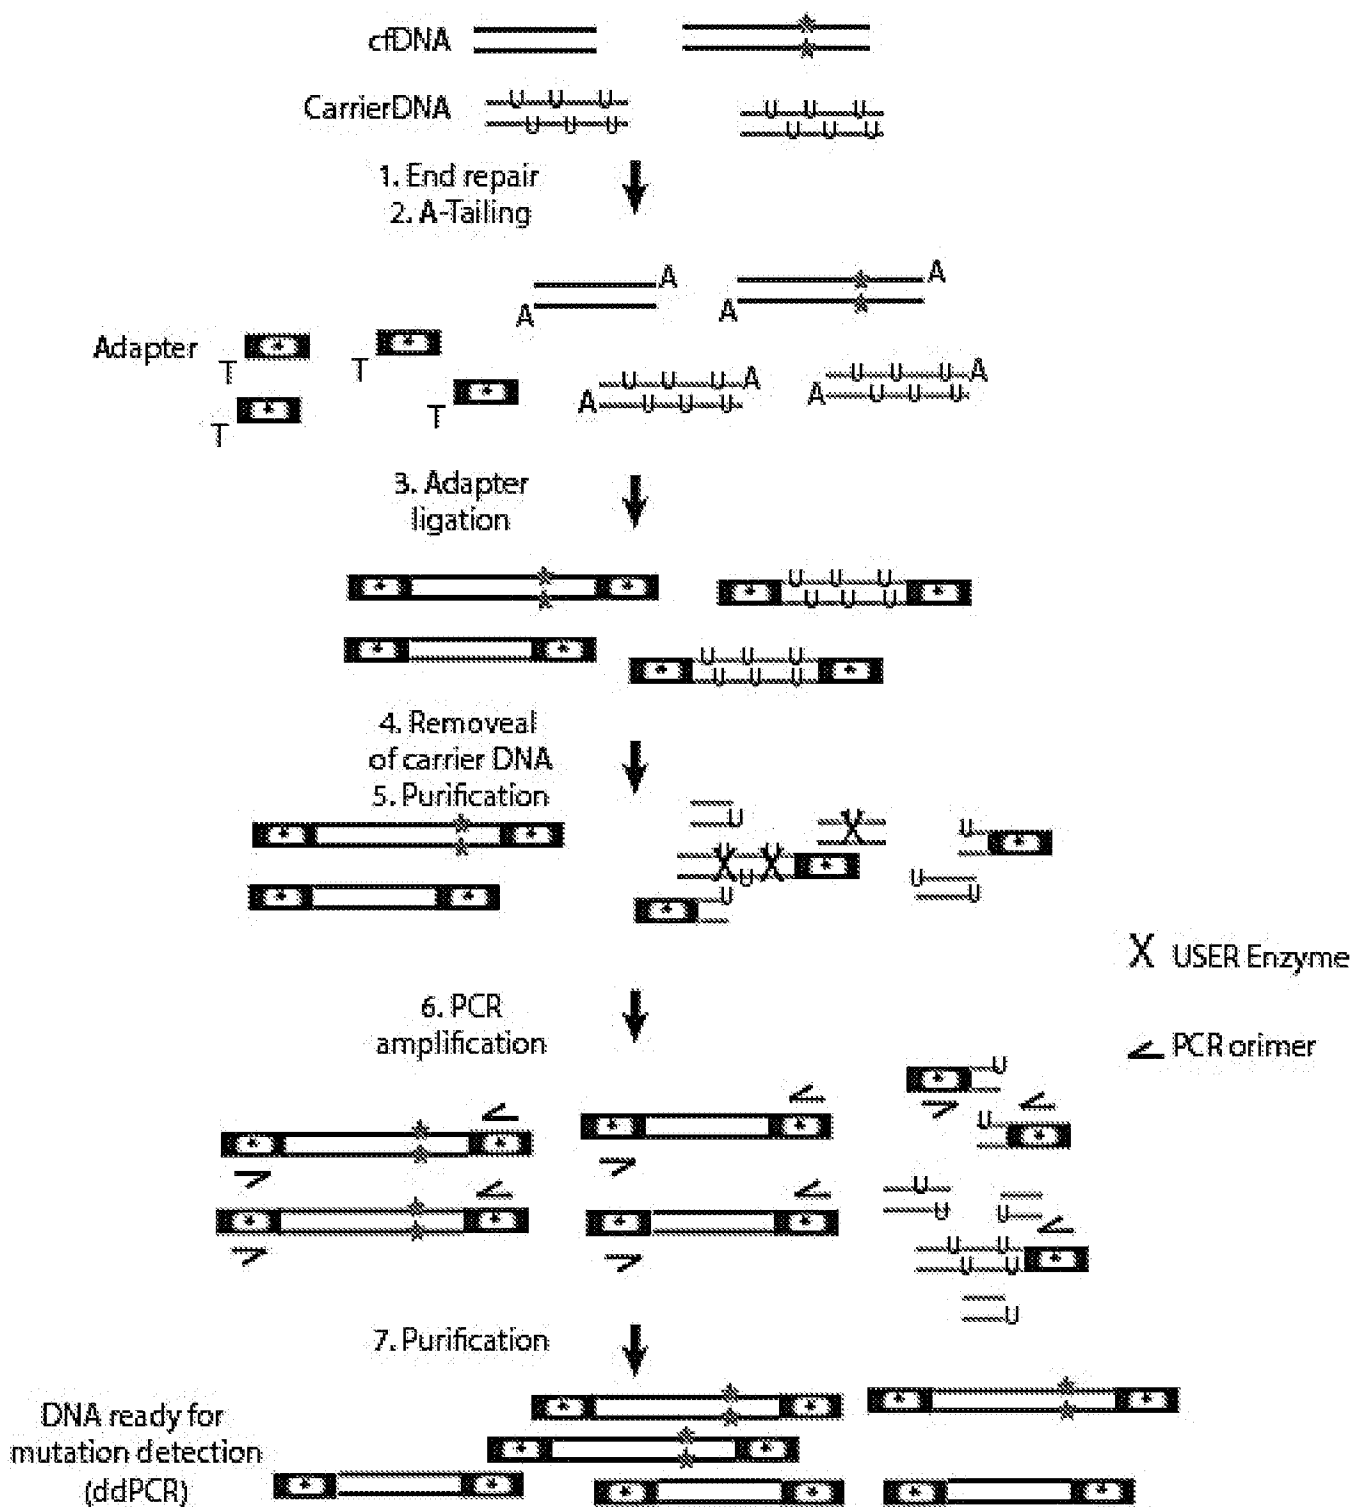 cfDNA
U U U
CarrierDNA
U U U
U U U
U U U
1. End repair
2. A-Tailing
A
A
A
A
Adapter
T
T
T
T
U U U A
A U U U
U U U A
A U U U
3. Adapter
ligation
U U U
U U U
U U U
U U U
4. Removeal
of carrier DNA
5. Purification
U
U
U
U U U
U
U
U
U
U
X USER Enzyme
6. PCR
amplification
PCR orimer
U
U
U
U
U
U U
U U
U
7. Purification
DNA ready for
mutation detection
(ddPCR)